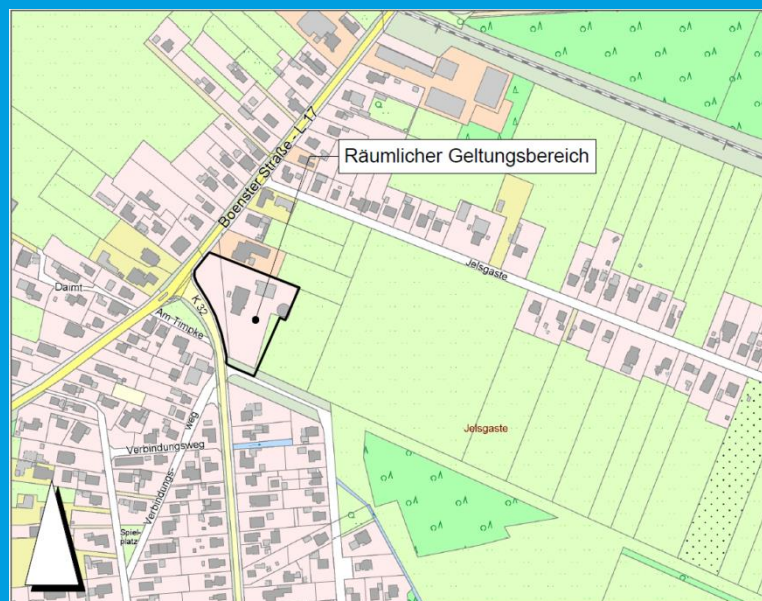 Boenster Straße - L 17
Räumlicher Geltungsbereich
Jelsgaste
Daimt
K 32
Am Timpke
Jelsgaste
Verbindungsweg
Verbindungs-
weg
Spiel-
platz